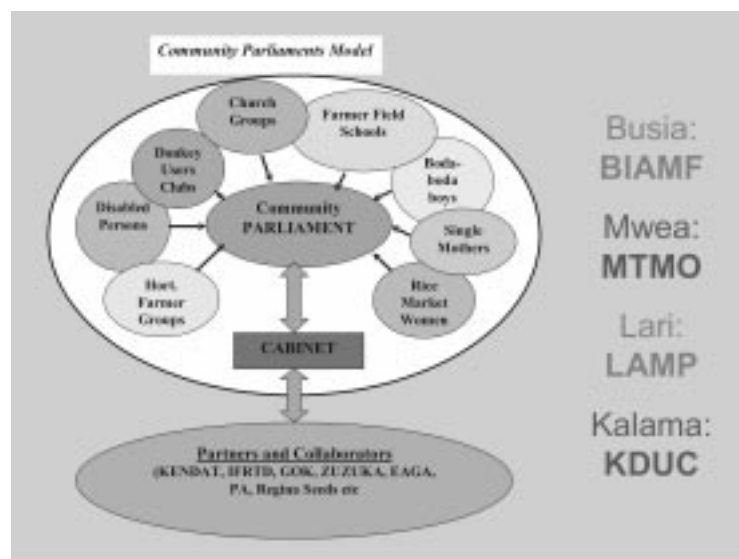 Community Parliaments Model
Church
Groups
Farmer Field
Schools
Donkey
Users
Clubs
Boda-
boda
boys
Disabled
Persons
Community
PARLIAMENT
Single
Mothers
Hort.
Farmer
Groups
Rice
Market
Women
CABINET
Partners and Collaborators
(KENDAT, IFRTD, GOK, ZUZUKA, EAGA,
PA, Regina Seeds etc
Busia:
BIAMF
Mwea:
MTMO
Lari:
LAMP
Kalama:
KDUC